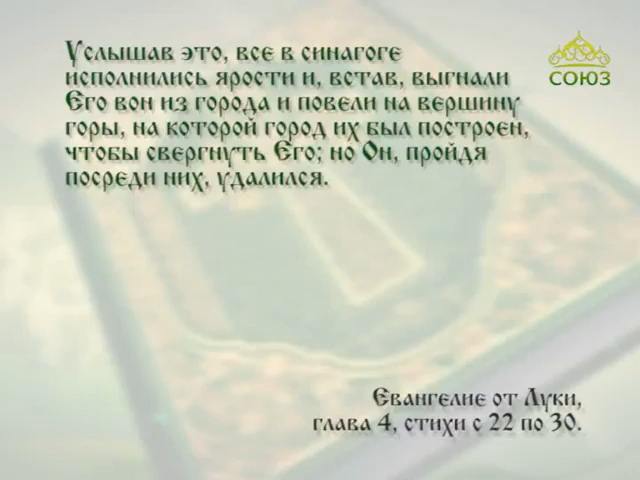 Услышав это, все в синагоге
исполнились ярости и, встав, выгнали
Его вон из города и повели на вершину
горы, на которой город их был построен,
чтобы свергнуть Его; но Он, пройдя
посреди них, удалился.
СОЮЗ
Евангелие от Луки,
глава 4, стихи с 22 по 30.